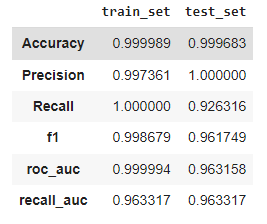 train_set test_set
Accuracy 0.999989 0.999683
Precision 0.997361 1.000000
Recall 1.000000 0.926316
f1 0.998679 0.961749
roc_auc 0.999994 0.963158
recall_auc 0.963317 0.963317